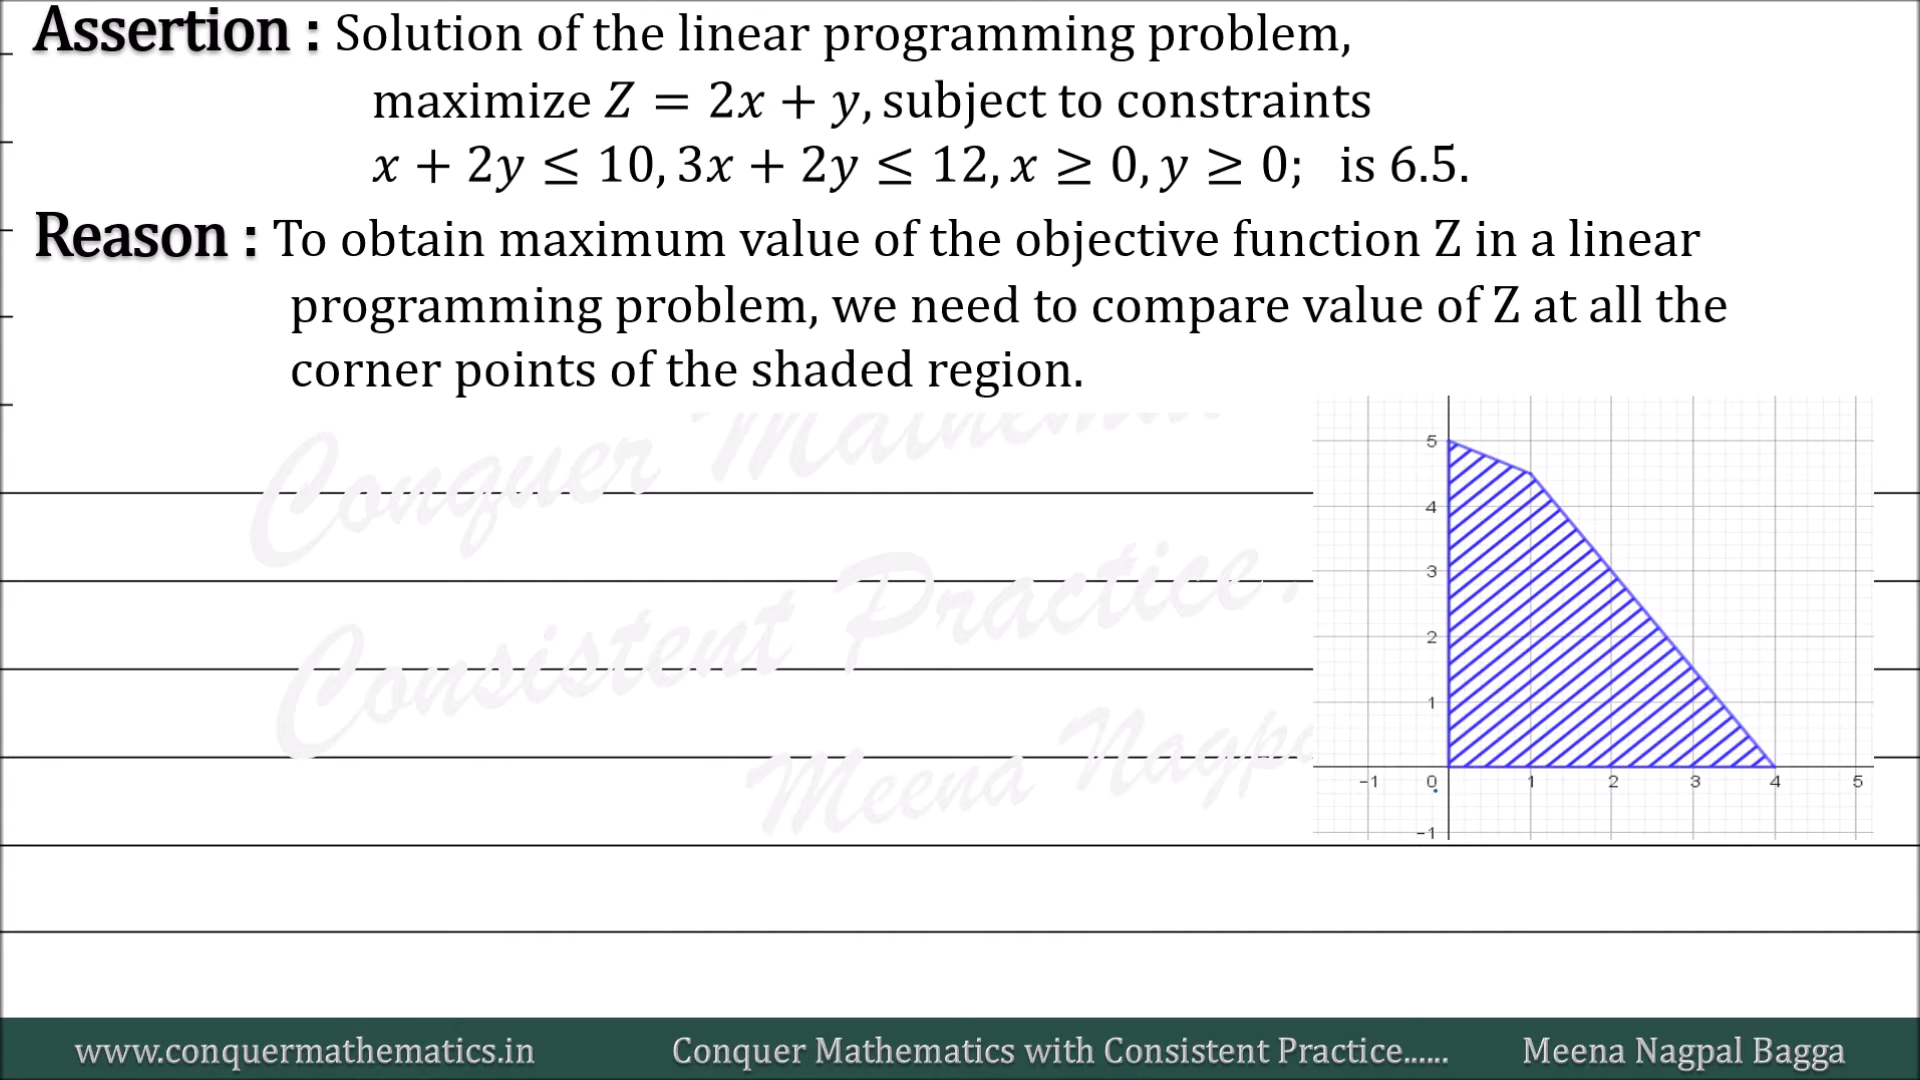 Assertion : Solution of the linear programming problem,
maximize Z = 2x + y, subject to constraints
x + 2y ≤ 10, 3x + 2y ≤ 12, x ≥ 0, y ≥ 0;   is 6.5.
Reason : To obtain maximum value of the objective function Z in a linear
programming problem, we need to compare value of Z at all the
corner points of the shaded region.
Conquer Mathem
Consistent Practice.
Meena Nagp
5
4
3
2
1
-1 0 1 2 3 4 5
-1
www.conquermathematics.in Conquer Mathematics with Consistent Practice...... Meena Nagpal Bagga